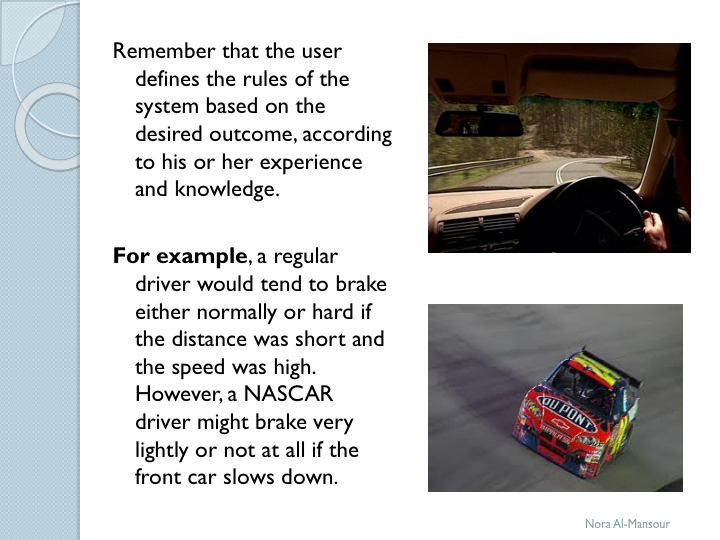 Remember that the user
defines the rules of the
system based on the
desired outcome, according
to his or her experience
and knowledge.
For example, a regular
driver would tend to brake
either normally or hard if
the distance was short and
the speed was high.
However, a NASCAR
driver might brake very
lightly or not at all if the
front car slows down.
DU PONT
Nora Al-Mansour